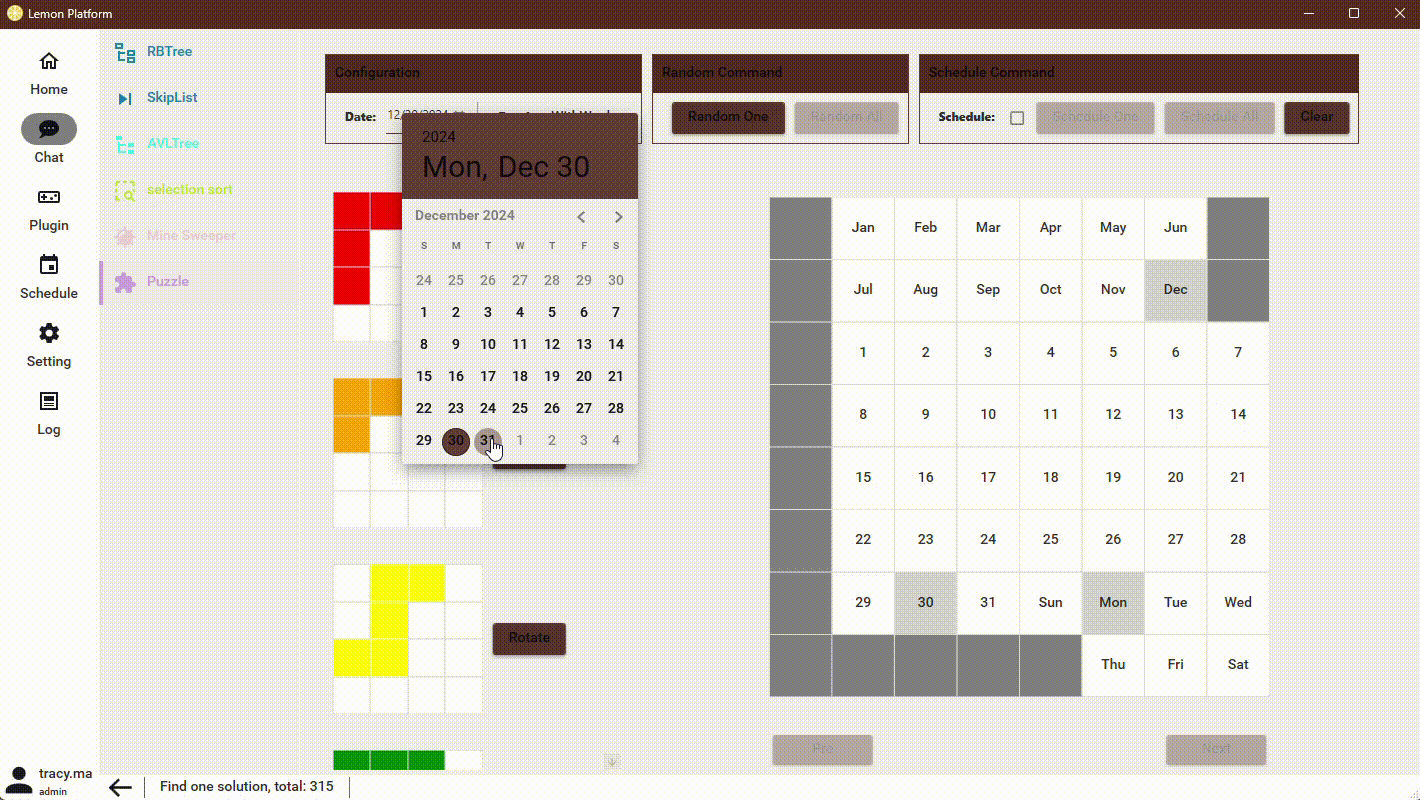 Lemon Platform
Home
Chat
Plugin
Schedule
Setting
Log
tracy.ma
admin
RBTree
SkipList
AVLTree
selection sort
Mine Sweeper
Puzzle
Configuration
Date:
Random Command
Random One
Random All
Schedule Command
Schedule:
Schedule One
Schedule All
Clear
2024
Mon, Dec 30
December 2024
S M T W T F S
24 25 26 27 28 29 30
1 2 3 4 5 6 7
8 9 10 11 12 13 14
15 16 17 18 19 20 21
22 23 24 25 26 27 28
29 30 31 1 2 3 4
Rotate
Jan Feb Mar Apr May Jun
Jul Aug Sep Oct Nov Dec
1 2 3 4 5 6 7
8 9 10 11 12 13 14
15 16 17 18 19 20 21
22 23 24 25 26 27 28
29 30 31 Sun Mon Tue Wed
Thu Fri Sat
Pre
Next
Find one solution, total: 315